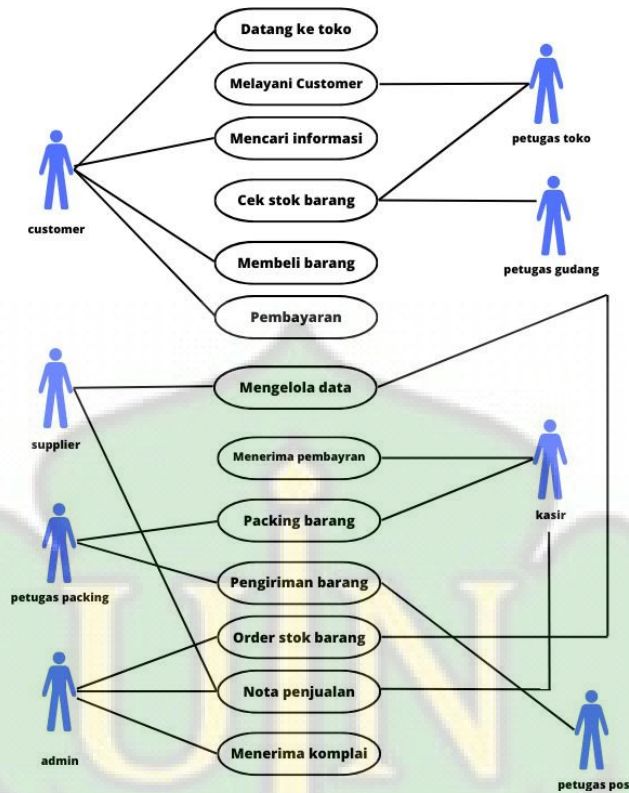 Datang ke toko
Melayani Customer
petugas toko
Mencari informasi
customer
Cek stok barang
petugas gudang
Membeli barang
Pembayaran
Mengelola data
supplier
Menerima pembayran
kasir
Packing barang
petugas packing
Pengiriman barang
Order stok barang
Nota penjualan
admin
Menerima komplai
petugas pos
UIN